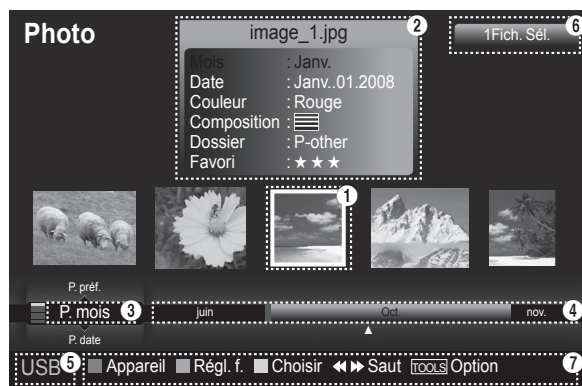 Photo
image_1.jpg
2
1Fich. Sél.
6
Mois : Janv.
Date : Janv..01.2008
Couleur : Rouge
Composition :
Dossier : P-other
Favori : ★★★
1
P. préf.
P. mois
3
juin
Oct.
nov.
4
P. date
USB
5
Appareil
Régl. f.
Choisir
Saut
TOOLS Option
7